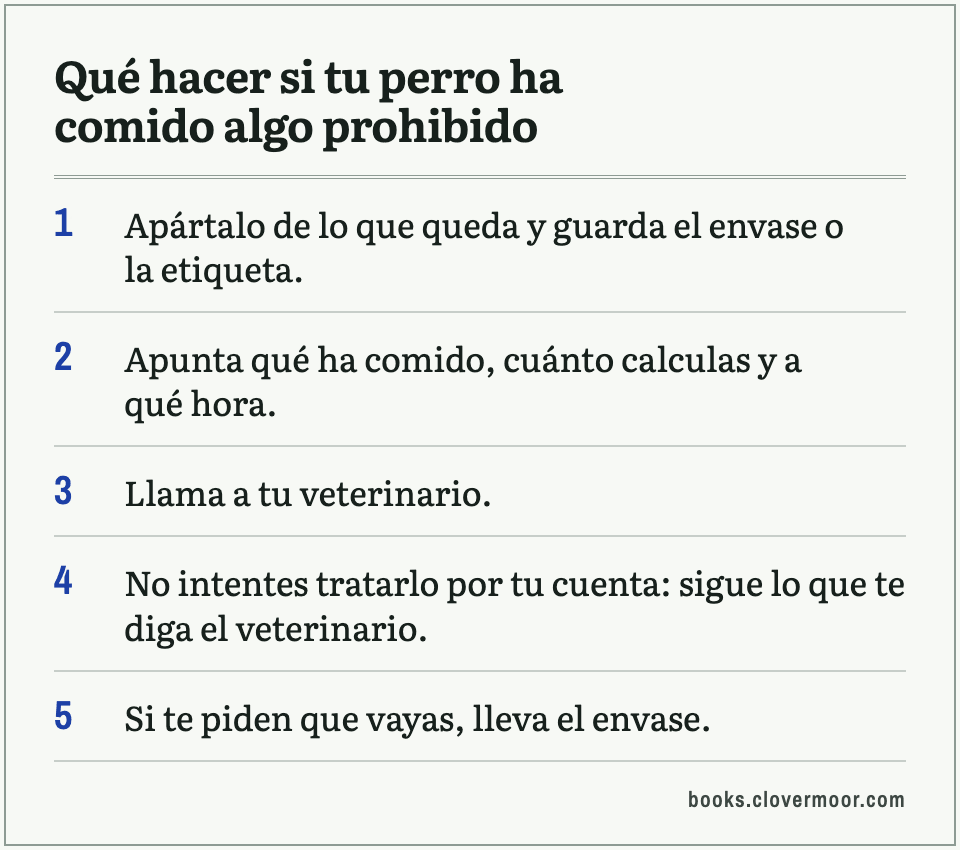 Qué hacer si tu perro ha
comido algo prohibido
1 Apártalo de lo que queda y guarda el envase o
la etiqueta.
2 Apunta qué ha comido, cuánto calculas y a
qué hora.
3 Llama a tu veterinario.
4 No intentes tratarlo por tu cuenta: sigue lo que te
diga el veterinario.
5 Si te piden que vayas, lleva el envase.
books.clovermoor.com